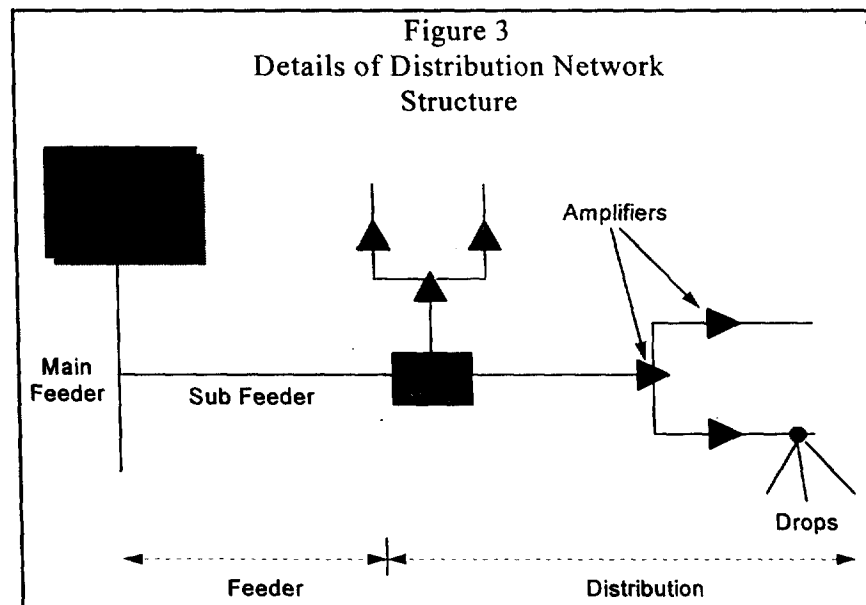 Figure 3
Details of Distribution Network
Structure
Amplifiers
Main
Feeder
Sub Feeder
Drops
Feeder
Distribution